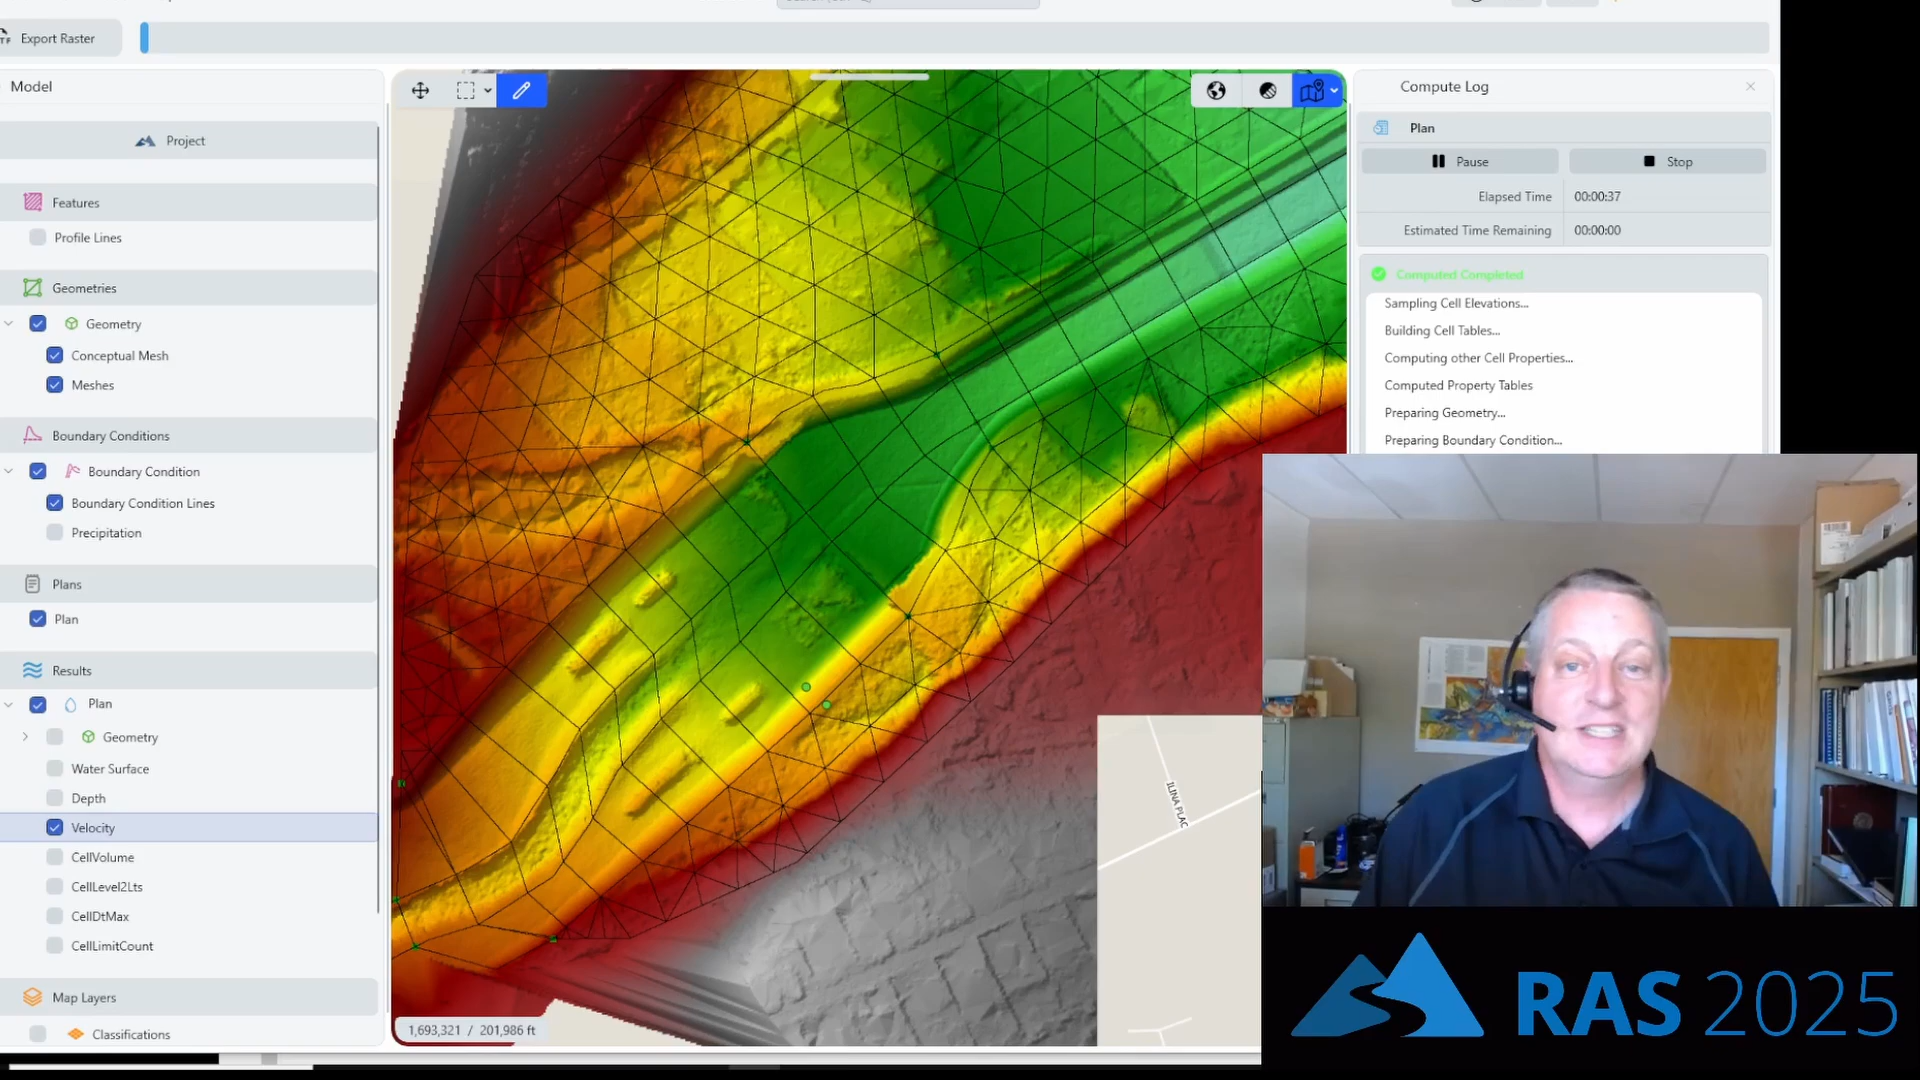 Export Raster
Model
Project
Features
Profile Lines
Geometries
Geometry
Conceptual Mesh
Meshes
Boundary Conditions
Boundary Condition
Boundary Condition Lines
Precipitation
Plans
Plan
Results
Plan
Geometry
Water Surface
Depth
Velocity
CellVolume
CellLevel2Lts
CellDtMax
CellLimitCount
Map Layers
Classifications
1,693,321 / 201,986 ft
ILINA PLAC
Compute Log
Plan
Pause
Stop
Elapsed Time 00:00:37
Estimated Time Remaining 00:00:00
Computed Completed
Sampling Cell Elevations...
Building Cell Tables...
Computing other Cell Properties...
Computed Property Tables
Preparing Geometry...
Preparing Boundary Condition...
RAS 2025